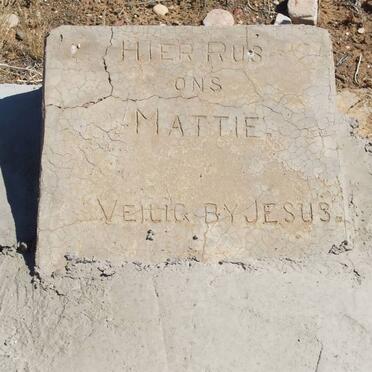 HIER RUS
ONS
MATTIE.
VEILIG BY JESUS.